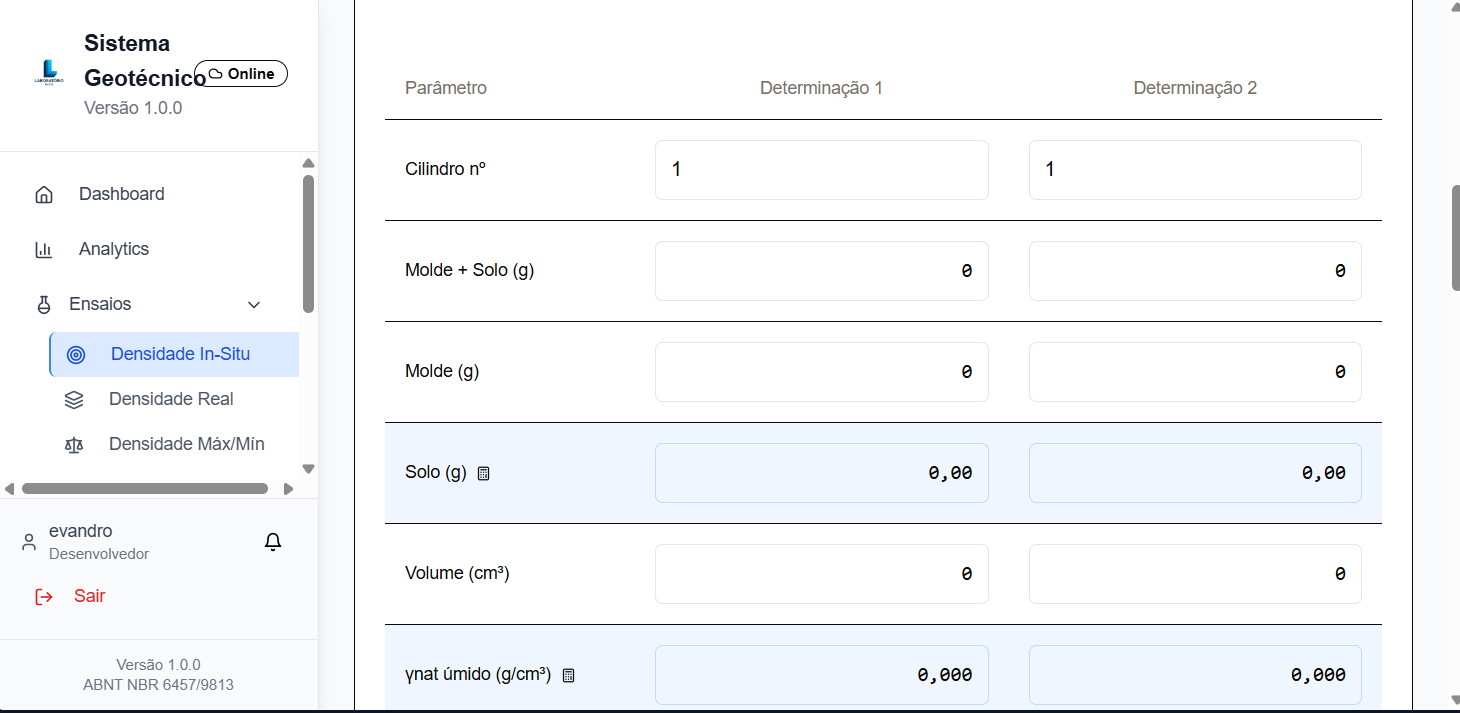 Sistema
Geotécnico
Online
Versão 1.0.0
Dashboard
Analytics
Ensaios
Densidade In-Situ
Densidade Real
Densidade Máx/Mín
evandro
Desenvolvedor
Sair
Versão 1.0.0
ABNT NBR 6457/9813
Parâmetro Determinação 1 Determinação 2
Cilindro nº 1 1
Molde + Solo (g) 0 0
Molde (g) 0 0
Solo (g) 0,00 0,00
Volume (cm³) 0 0
γnat úmido (g/cm³) 0,000 0,000